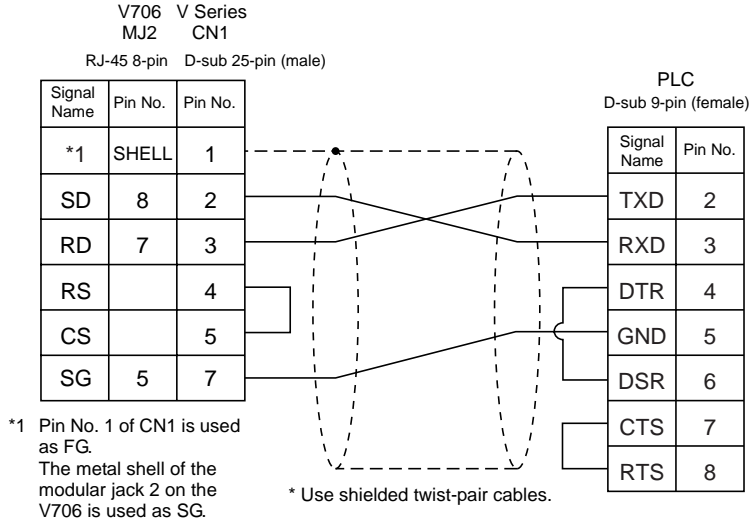 V706 V Series
MJ2 CN1
RJ-45 8-pin D-sub 25-pin (male)
Signal Name Pin No. Pin No.
*1 SHELL 1
SD 8 2
RD 7 3
RS 4
CS 5
SG 5 7
PLC
D-sub 9-pin (female)
Signal Name Pin No.
TXD 2
RXD 3
DTR 4
GND 5
DSR 6
CTS 7
RTS 8
*1 Pin No. 1 of CN1 is used
as FG.
The metal shell of the
modular jack 2 on the
V706 is used as SG.
* Use shielded twist-pair cables.